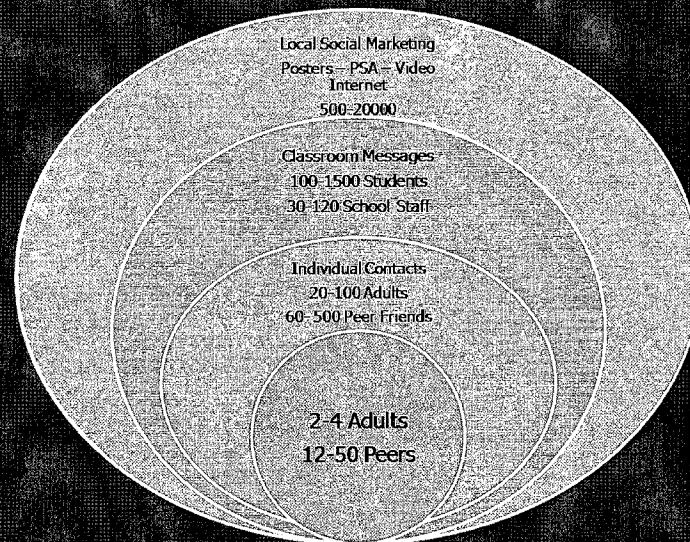 Local Social Marketing
Posters – PSA – Video
Internet
500-20000
Classroom Messages
100-1500 Students
30-120 School Staff
Individual Contacts
20-100 Adults
60-500 Peer Friends
2-4 Adults
12-50 Peers